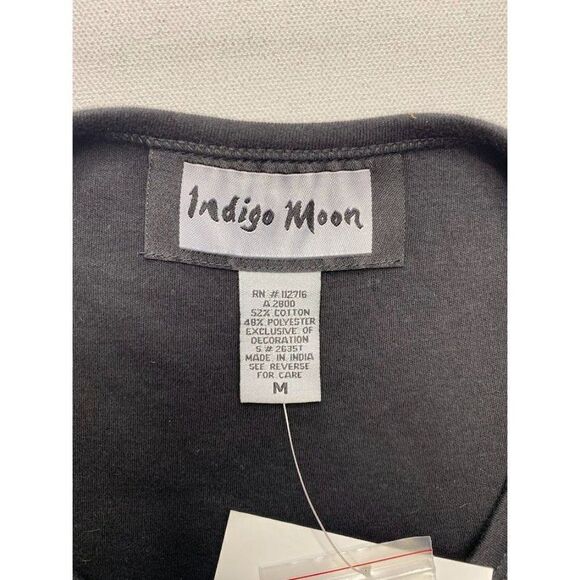 Indigo Moon
RN # 112716
A 2800
52% COTTON
48% POLYESTER
EXCLUSIVE OF
DECORATION
S # 2635T
MADE IN INDIA
SEE REVERSE
FOR CARE
M